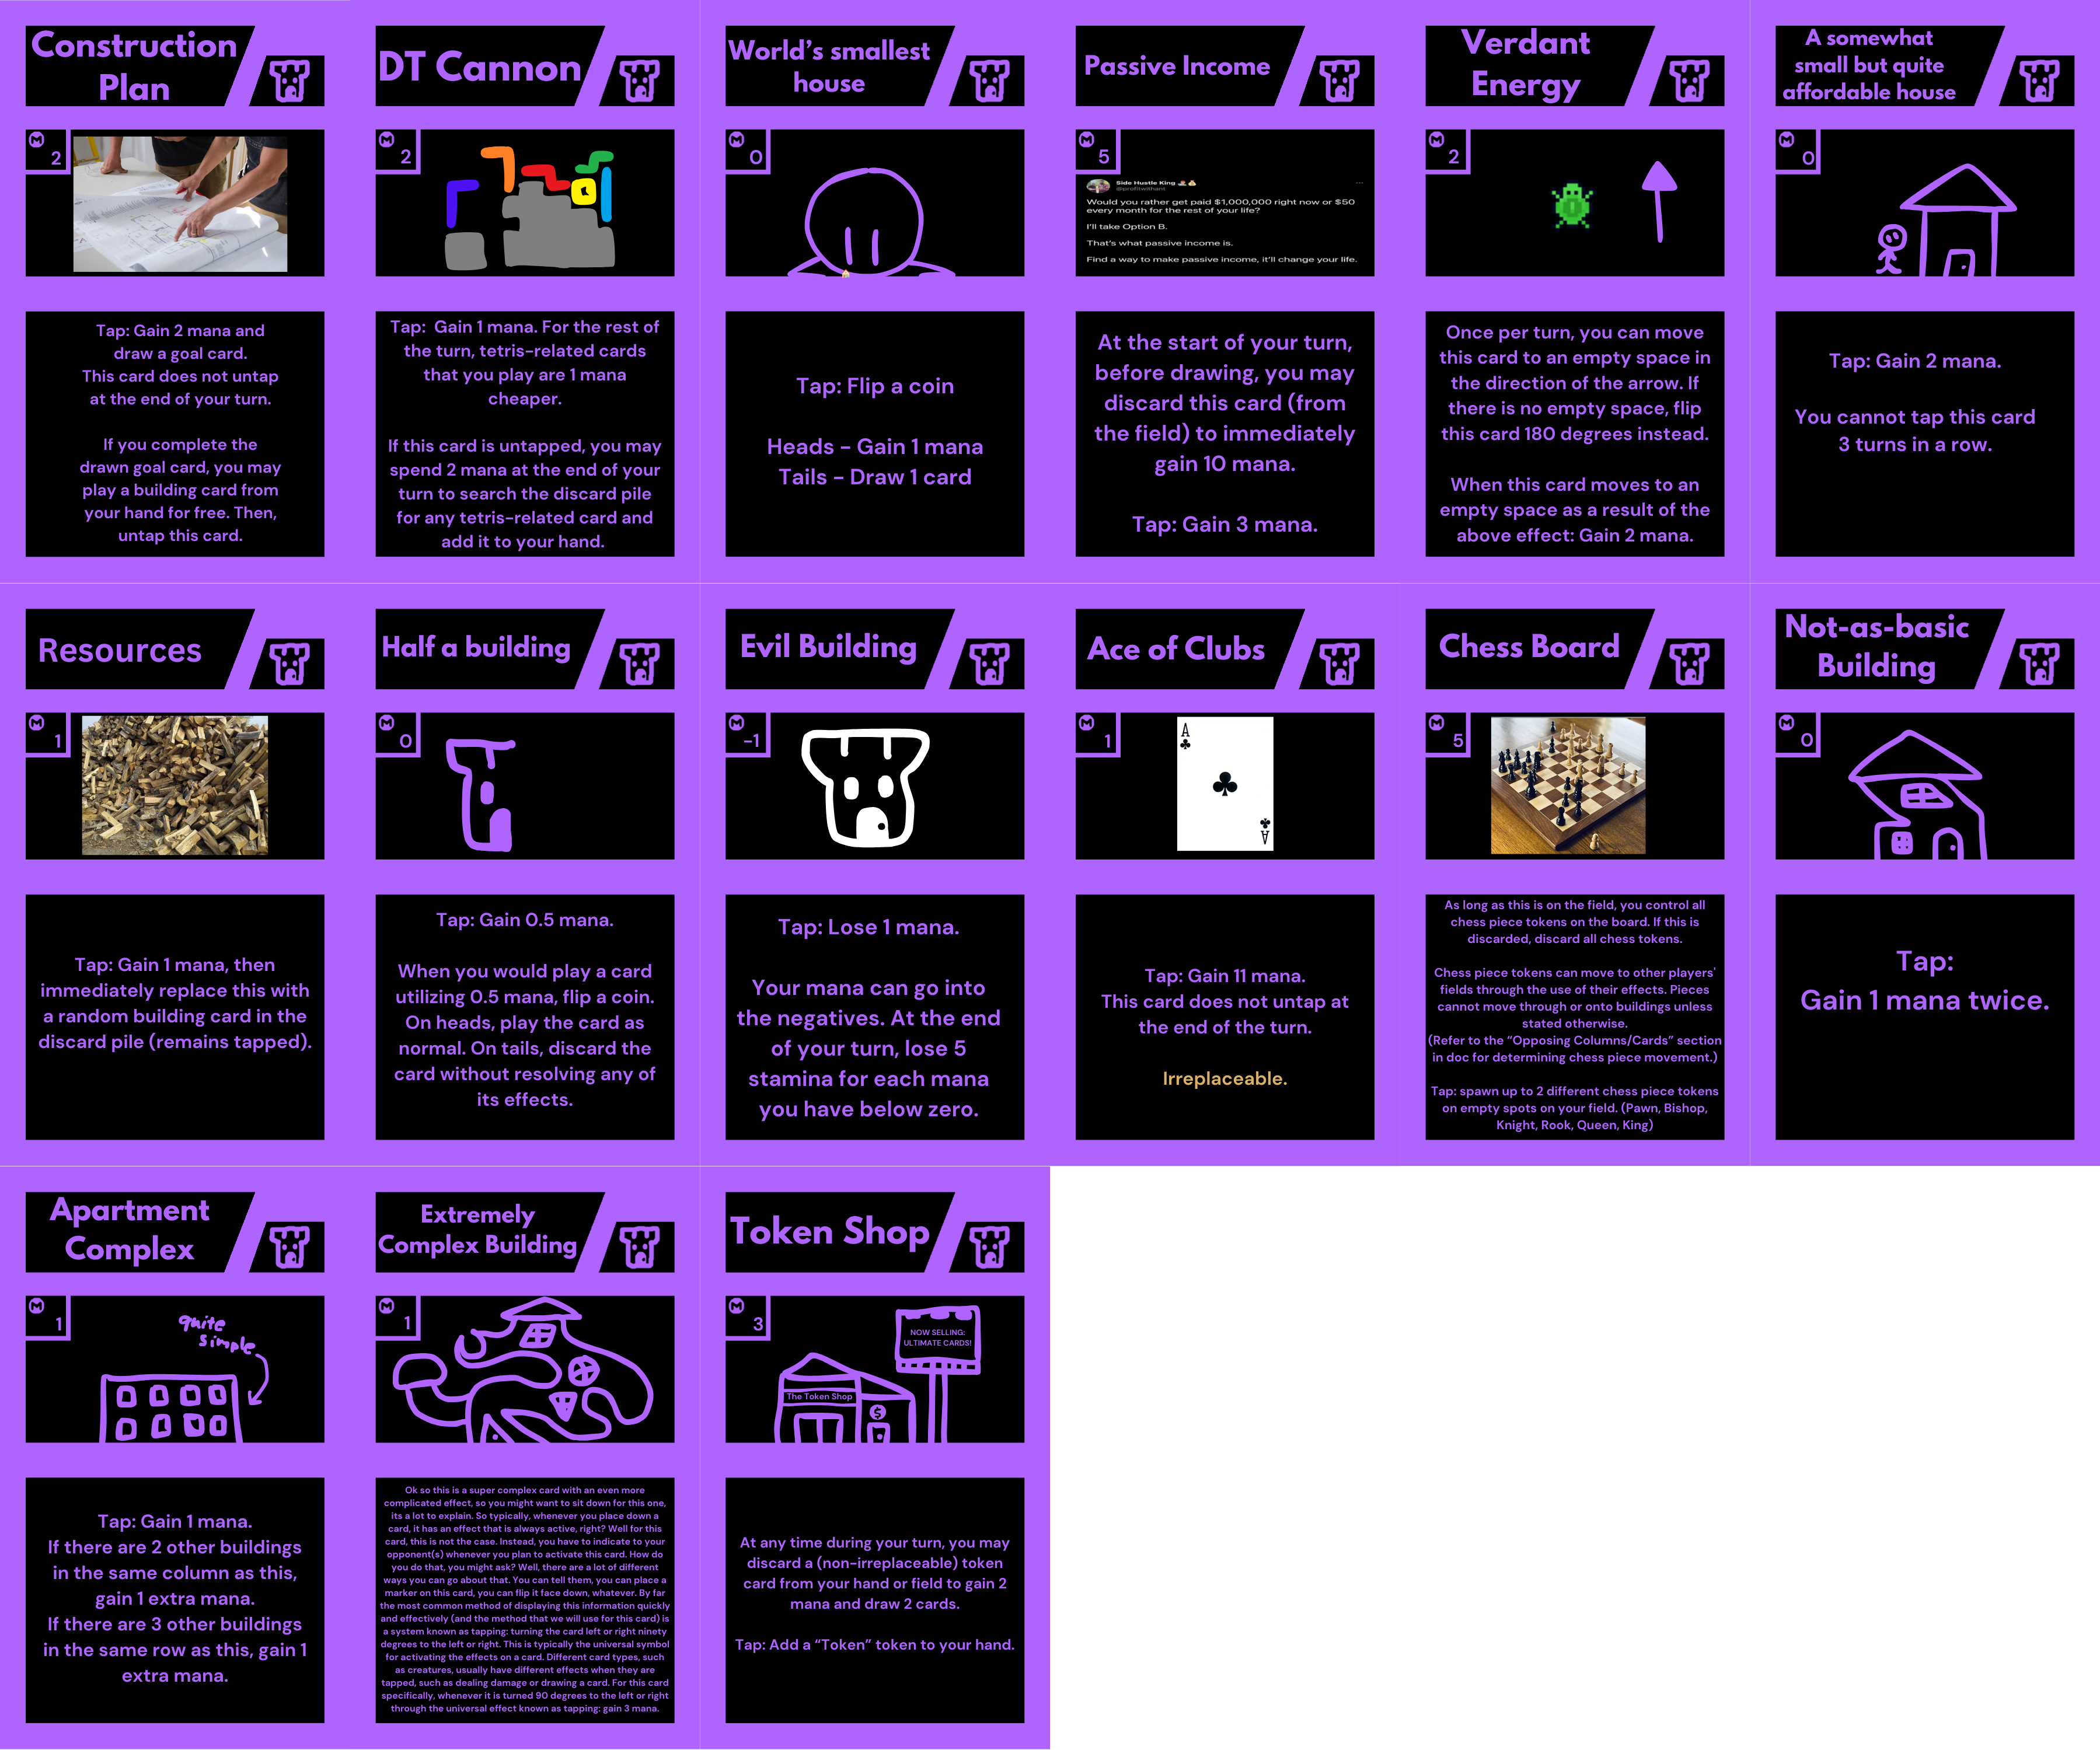 Construction
Plan
M
2
Tap: Gain 2 mana and
draw a goal card.
This card does not untap
at the end of your turn.
If you complete the
drawn goal card, you may
play a building card from
your hand for free. Then,
untap this card.
DT Cannon
M
2
Tap: Gain 1 mana. For the rest of
the turn, tetris-related cards
that you play are 1 mana
cheaper.
If this card is untapped, you may
spend 2 mana at the end of your
turn to search the discard pile
for any tetris-related card and
add it to your hand.
World's smallest
house
M
0
Tap: Flip a coin
Heads - Gain 1 mana
Tails - Draw 1 card
Passive Income
M
5
Side Hustle King
@profitwithant
Would you rather get paid $1,000,000 right now or $50
every month for the rest of your life?
I'll take Option B.
That's what passive income is.
Find a way to make passive income, it'll change your life.
At the start of your turn,
before drawing, you may
discard this card (from
the field) to immediately
gain 10 mana.
Tap: Gain 3 mana.
Verdant
Energy
M
2
Once per turn, you can move
this card to an empty space in
the direction of the arrow. If
there is no empty space, flip
this card 180 degrees instead.
When this card moves to an
empty space as a result of the
above effect: Gain 2 mana.
A somewhat
small but quite
affordable house
M
0
Tap: Gain 2 mana.
You cannot tap this card
3 turns in a row.
Resources
M
1
Tap: Gain 1 mana, then
immediately replace this with
a random building card in the
discard pile (remains tapped).
Half a building
M
0
Tap: Gain 0.5 mana.
When you would play a card
utilizing 0.5 mana, flip a coin.
On heads, play the card as
normal. On tails, discard the
card without resolving any of
its effects.
Evil Building
M
-1
Tap: Lose 1 mana.
Your mana can go into
the negatives. At the end
of your turn, lose 5
stamina for each mana
you have below zero.
Ace of Clubs
M
1
A
A
Tap: Gain 11 mana.
This card does not untap at
the end of the turn.
Irreplaceable.
Chess Board
M
5
As long as this is on the field, you control all
chess piece tokens on the board. If this is
discarded, discard all chess tokens.
Chess piece tokens can move to other players'
fields through the use of their effects. Pieces
cannot move through or onto buildings unless
stated otherwise.
(Refer to the "Opposing Columns/Cards" section
in doc for determining chess piece movement.)
Tap: spawn up to 2 different chess piece tokens
on empty spots on your field. (Pawn, Bishop,
Knight, Rook, Queen, King)
Not-as-basic
Building
M
0
Tap:
Gain 1 mana twice.
Apartment
Complex
M
1
quite
simple
Tap: Gain 1 mana.
If there are 2 other buildings
in the same column as this,
gain 1 extra mana.
If there are 3 other buildings
in the same row as this, gain 1
extra mana.
Extremely
Complex Building
M
1
Ok so this is a super complex card with an even more
complicated effect, so you might want to sit down for this one,
its a lot to explain. So typically, whenever you place down a
card, it has an effect that is always active, right? Well for this
card, this is not the case. Instead, you have to indicate to your
opponent(s) whenever you plan to activate this card. How do
you do that, you might ask? Well, there are a lot of different
ways you can go about that. You can tell them, you can place a
marker on this card, you can flip it face down, whatever. By far
the most common method of displaying this information quickly
and effectively (and the method that we will use for this card) is
a system known as tapping: turning the card left or right ninety
degrees to the left or right. This is typically the universal symbol
for activating the effects on a card. Different card types, such
as creatures, usually have different effects when they are
tapped, such as dealing damage or drawing a card. For this card
specifically, whenever it is turned 90 degrees to the left or right
through the universal effect known as tapping: gain 3 mana.
Token Shop
M
3
NOW SELLING:
ULTIMATE CARDS!
The Token Shop
$
At any time during your turn, you may
discard a (non-irreplaceable) token
card from your hand or field to gain 2
mana and draw 2 cards.
Tap: Add a "Token" token to your hand.